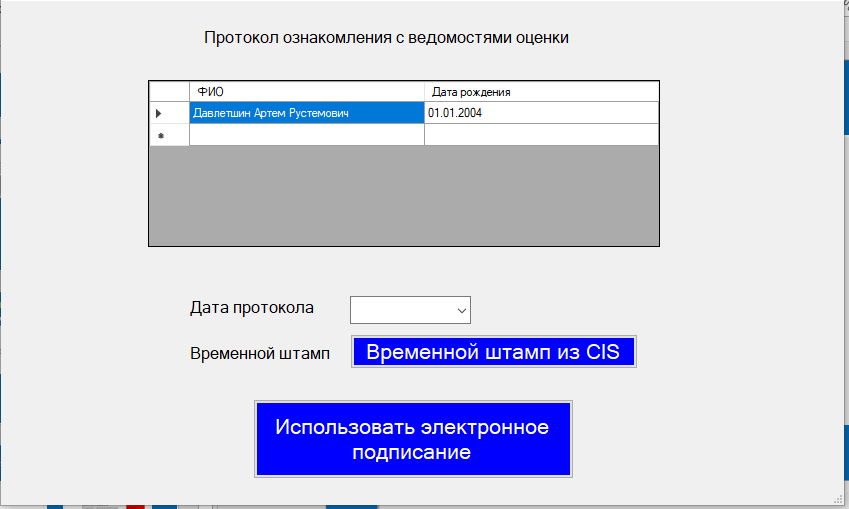 Протокол ознакомления с ведомостями оценки
ФИО Дата рождения
Давлетшин Артем Рустемович 01.01.2004
Дата протокола
Временной штамп Временной штамп из CIS
Использовать электронное
подписание